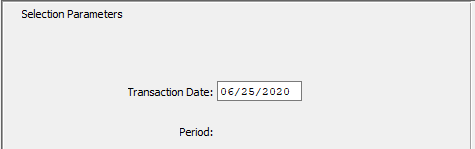 Selection Parameters
Transaction Date: 06/25/2020
Period: